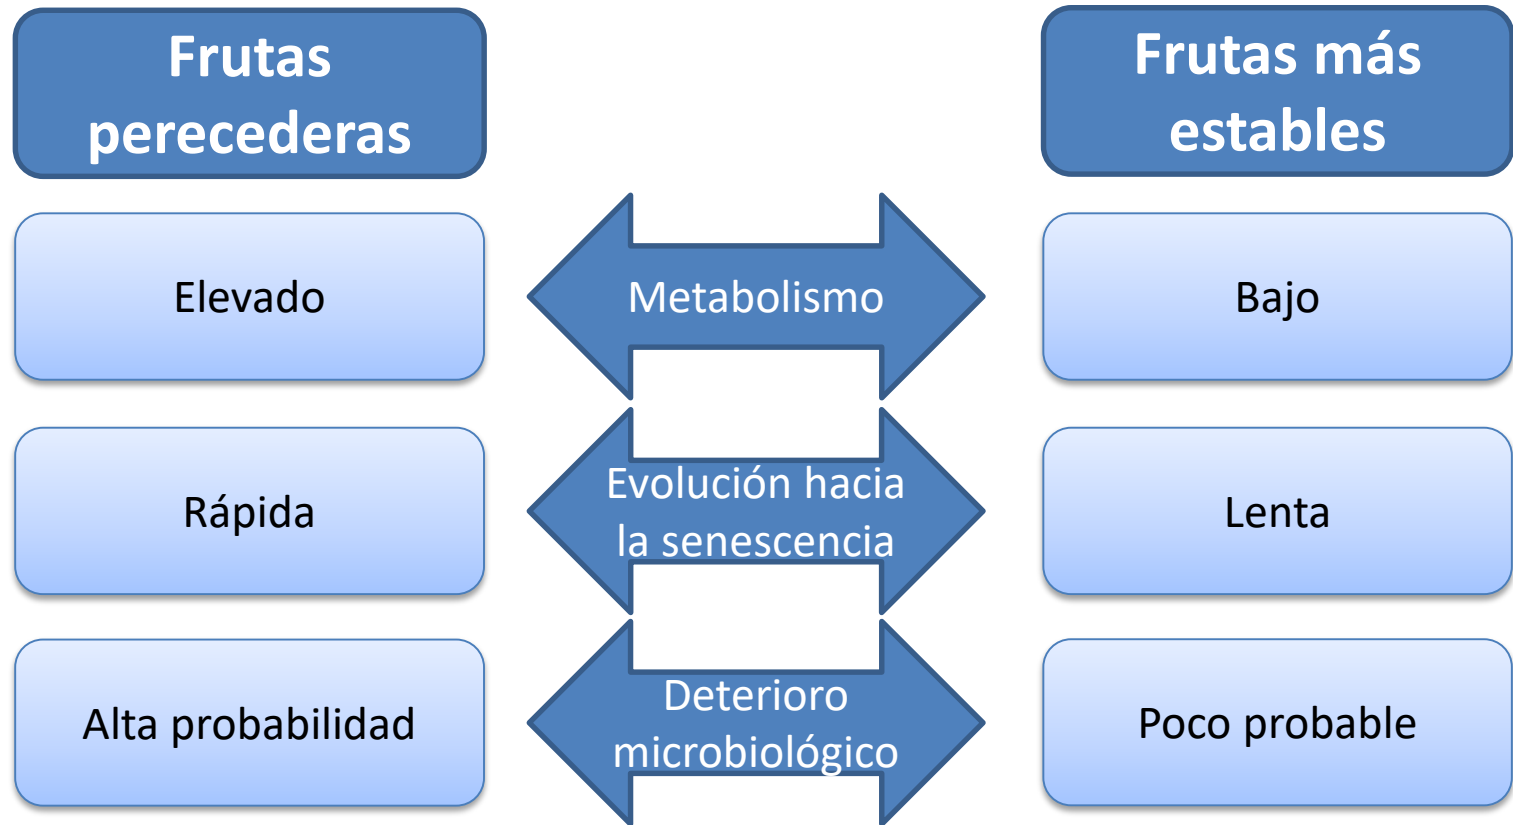 Frutas
perecederas
Frutas más
estables
Elevado
Metabolismo
Bajo
Rápida
Evolución hacia
la senescencia
Lenta
Alta probabilidad
Deterioro
microbiológico
Poco probable